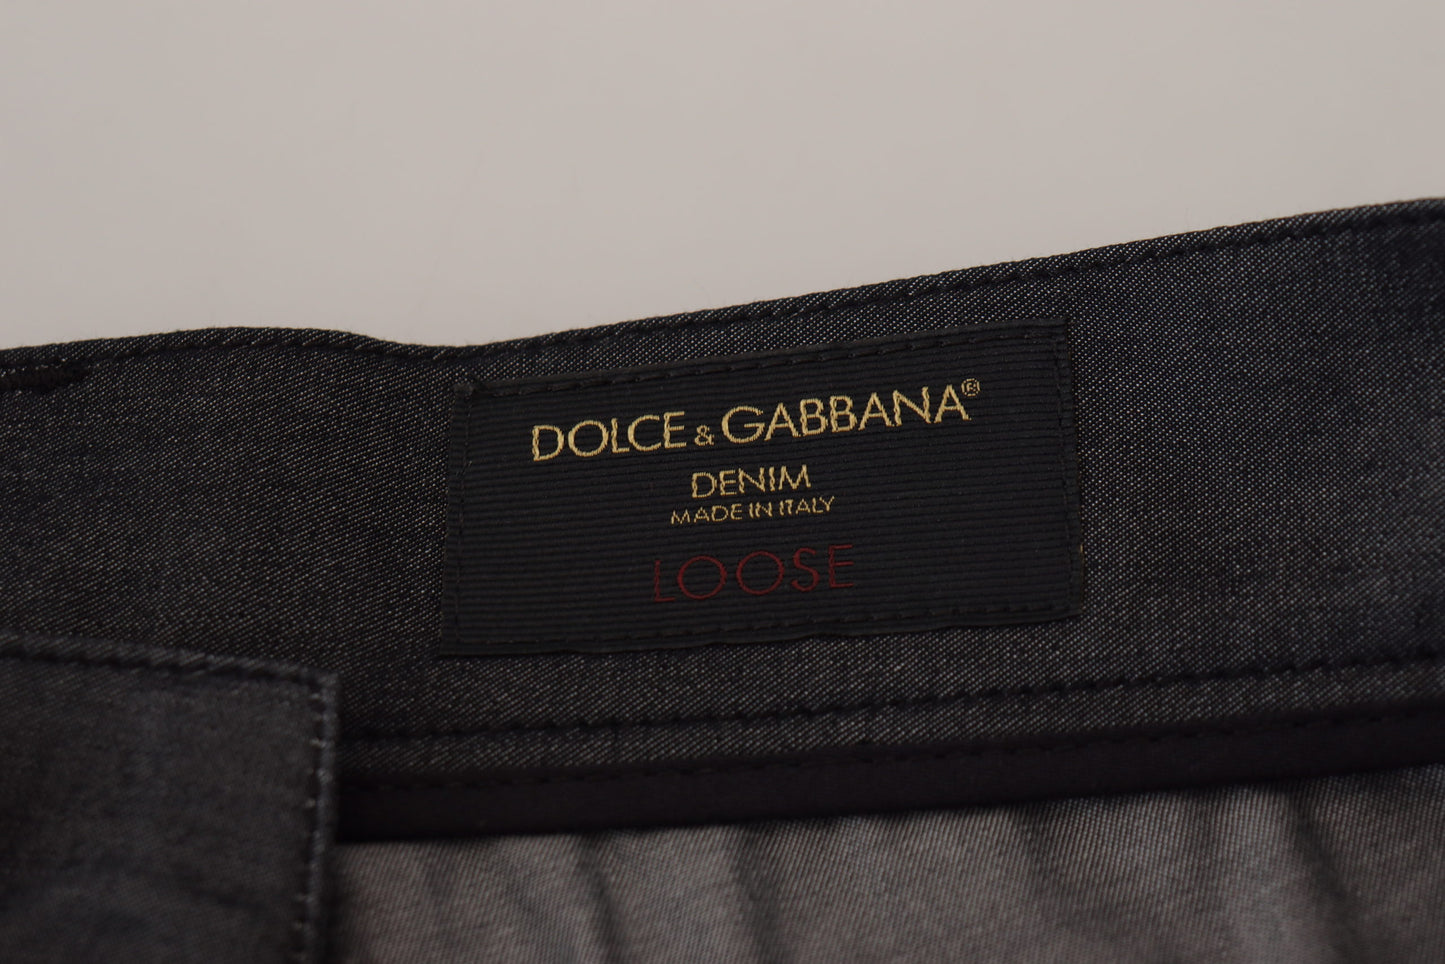 DOLCE & GABBANA®
DENIM
MADE IN ITALY
LOOSE